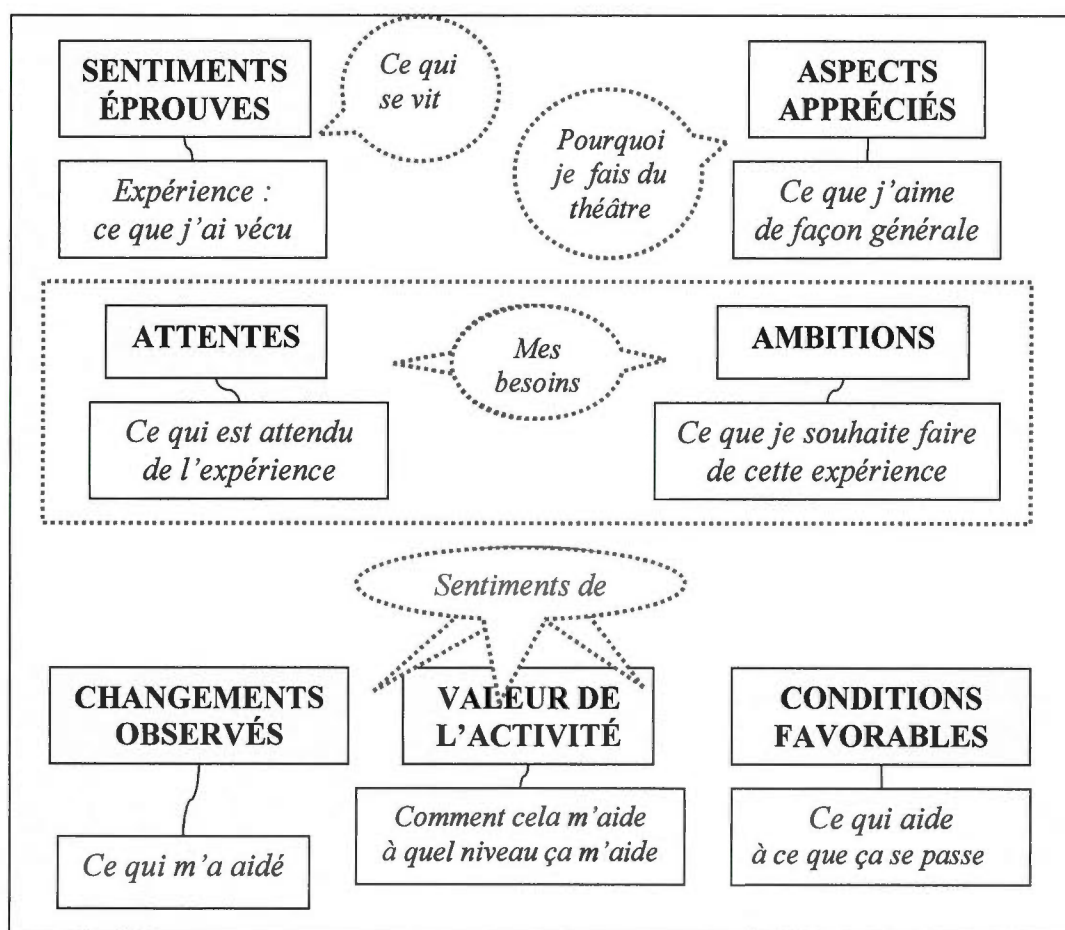 SENTIMENTS
ÉPROUVES
Ce qui
se vit
ASPECTS
APPRÉCIÉS
Pourquoi
je fais du
théâtre
Expérience :
ce que j'ai vécu
Ce que j'aime
de façon générale
ATTENTES
Mes
besoins
AMBITIONS
Ce qui est attendu
de l'expérience
Ce que je souhaite faire
de cette expérience
Sentiments de
CHANGEMENTS
OBSERVÉS
VALEUR DE
L'ACTIVITÉ
CONDITIONS
FAVORABLES
Ce qui m'a aidé
Comment cela m'aide
à quel niveau ça m'aide
Ce qui aide
à ce que ça se passe